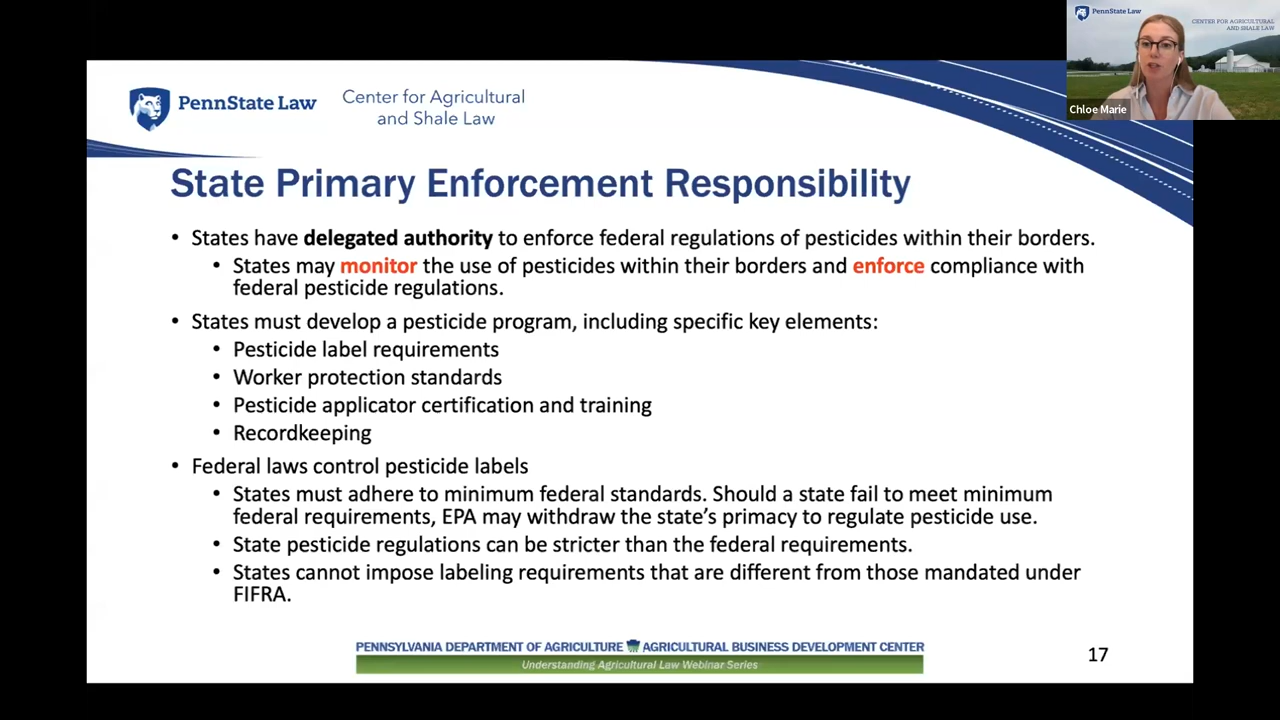 PennState Law
CENTER FOR AGRICULTURAL
AND SHALE LAW
Chloe Marie
PennState Law
Center for Agricultural
and Shale Law
State Primary Enforcement Responsibility
• States have delegated authority to enforce federal regulations of pesticides within their borders.
• States may monitor the use of pesticides within their borders and enforce compliance with
federal pesticide regulations.
• States must develop a pesticide program, including specific key elements:
• Pesticide label requirements
• Worker protection standards
• Pesticide applicator certification and training
• Recordkeeping
• Federal laws control pesticide labels
• States must adhere to minimum federal standards. Should a state fail to meet minimum
federal requirements, EPA may withdraw the state's primacy to regulate pesticide use.
• State pesticide regulations can be stricter than the federal requirements.
• States cannot impose labeling requirements that are different from those mandated under
FIFRA.
PENNSYLVANIA DEPARTMENT OF AGRICULTURE AGRICULTURAL BUSINESS DEVELOPMENT CENTER
Understanding Agricultural Law Webinar Series
17